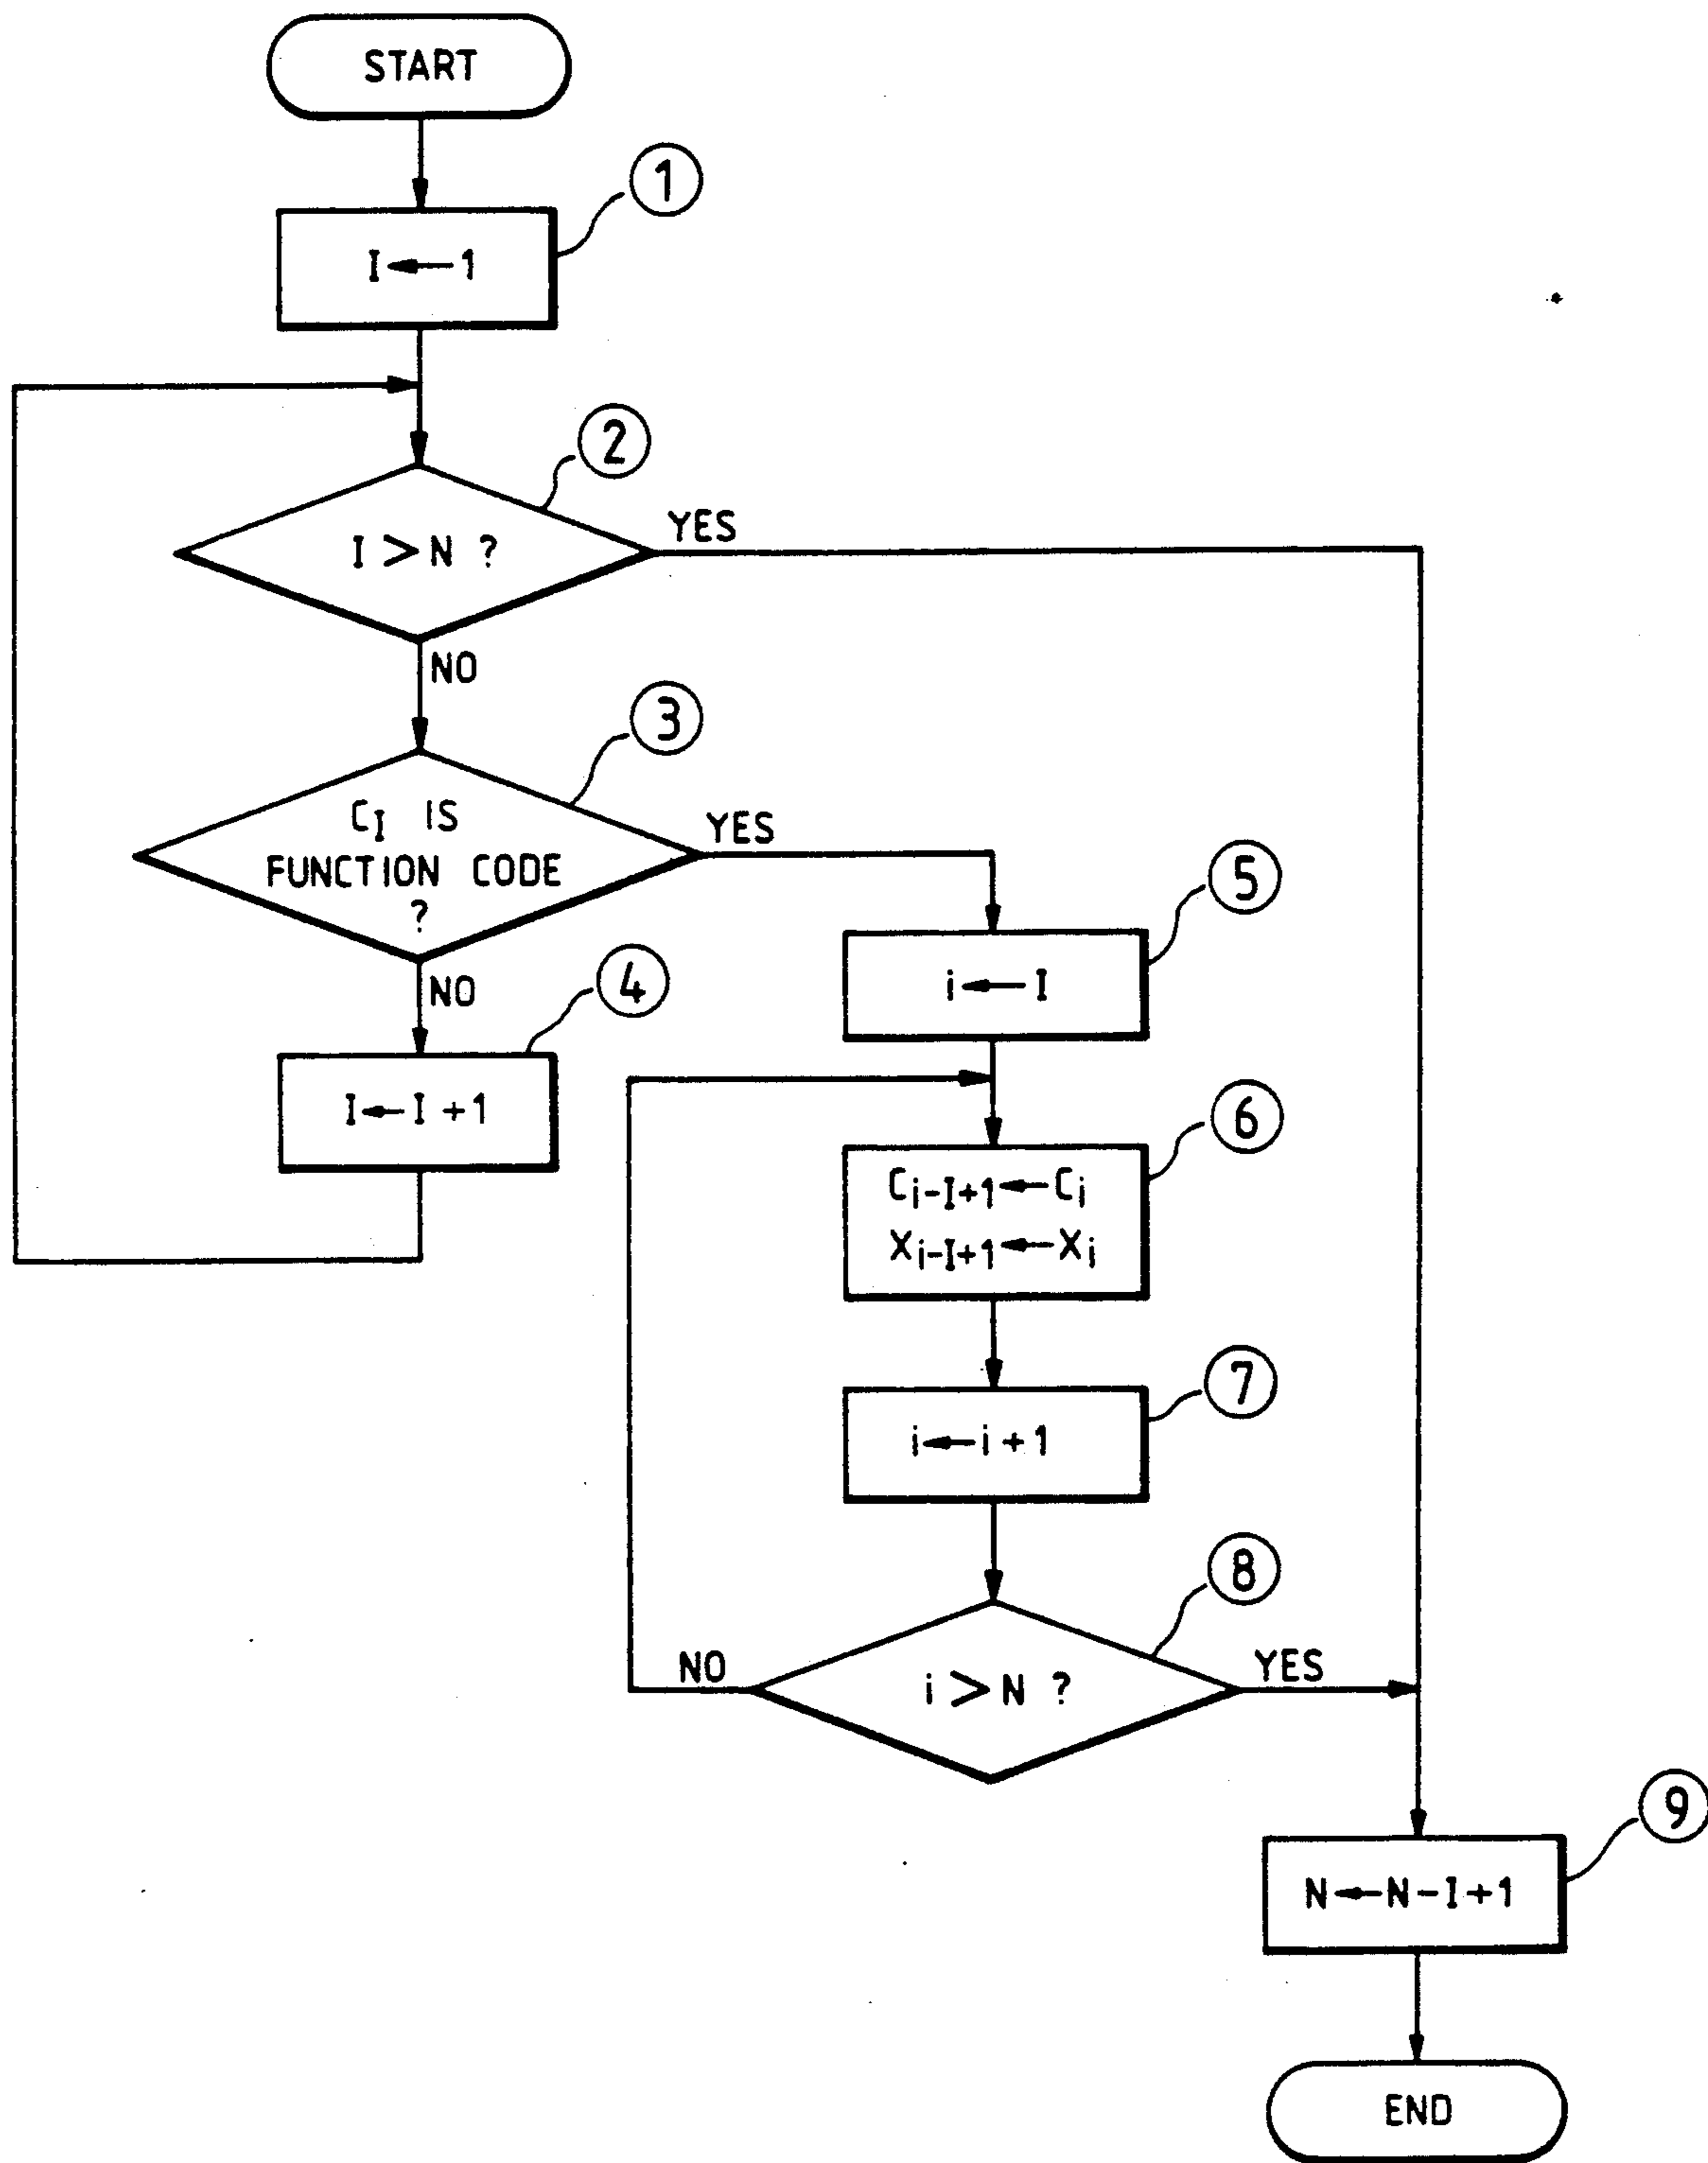 START
①
I←1
②
I>N ?
YES
NO
③
C_I IS
FUNCTION CODE
?
YES
NO
④
I←I+1
⑤
i←I
⑥
C_{i-I+1}←C_i
X_{i-I+1}←X_i
⑦
i←i+1
⑧
i>N ?
NO
YES
⑨
N←N-I+1
END